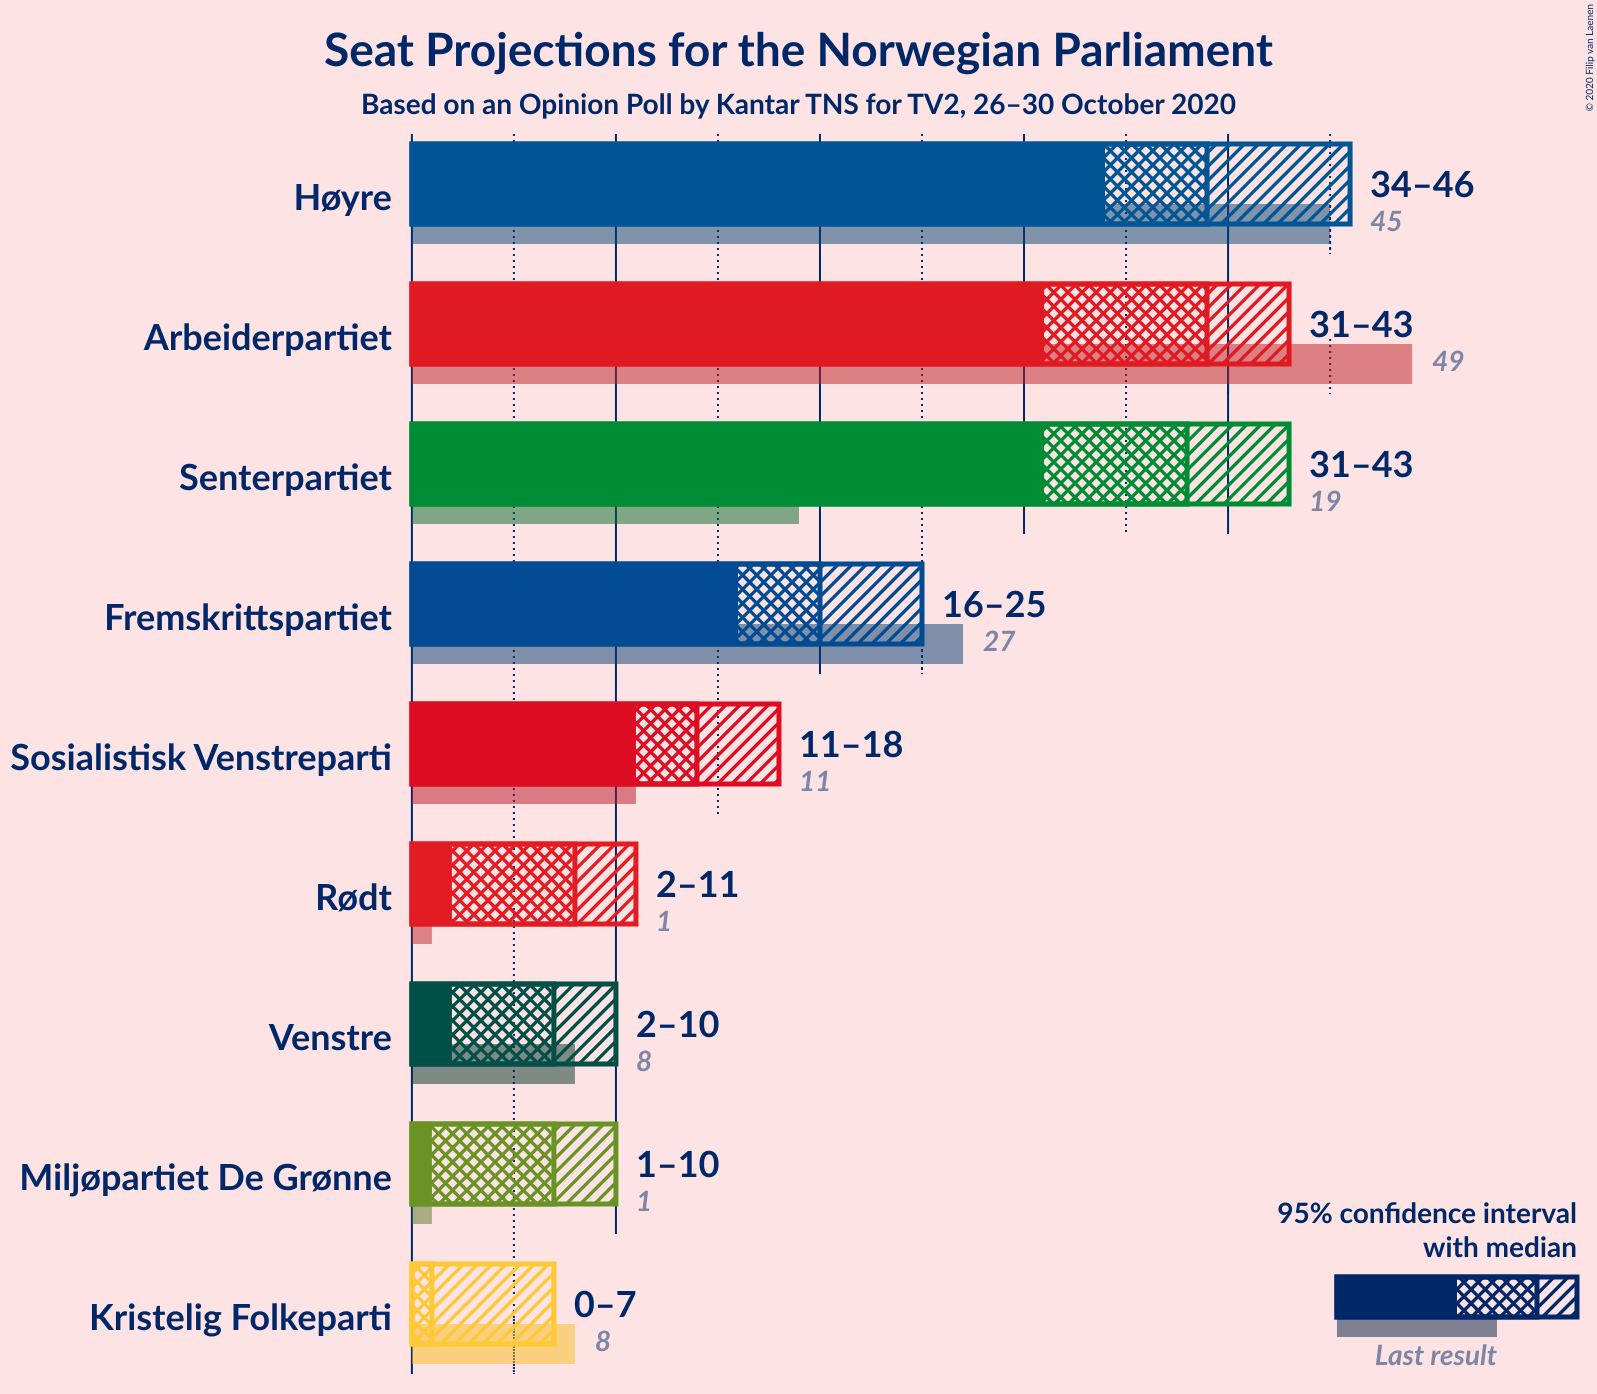 Seat Projections for the Norwegian Parliament
Based on an Opinion Poll by Kantar TNS for TV2, 26–30 October 2020
© 2020 Filip van Laenen
Høyre
34–46
45
Arbeiderpartiet
31–43
49
Senterpartiet
31–43
19
Fremskrittspartiet
16–25
27
Sosialistisk Venstreparti
11–18
11
Rødt
2–11
1
Venstre
2–10
8
Miljøpartiet De Grønne
1–10
1
Kristelig Folkeparti
0–7
8
95% confidence interval
with median
Last result